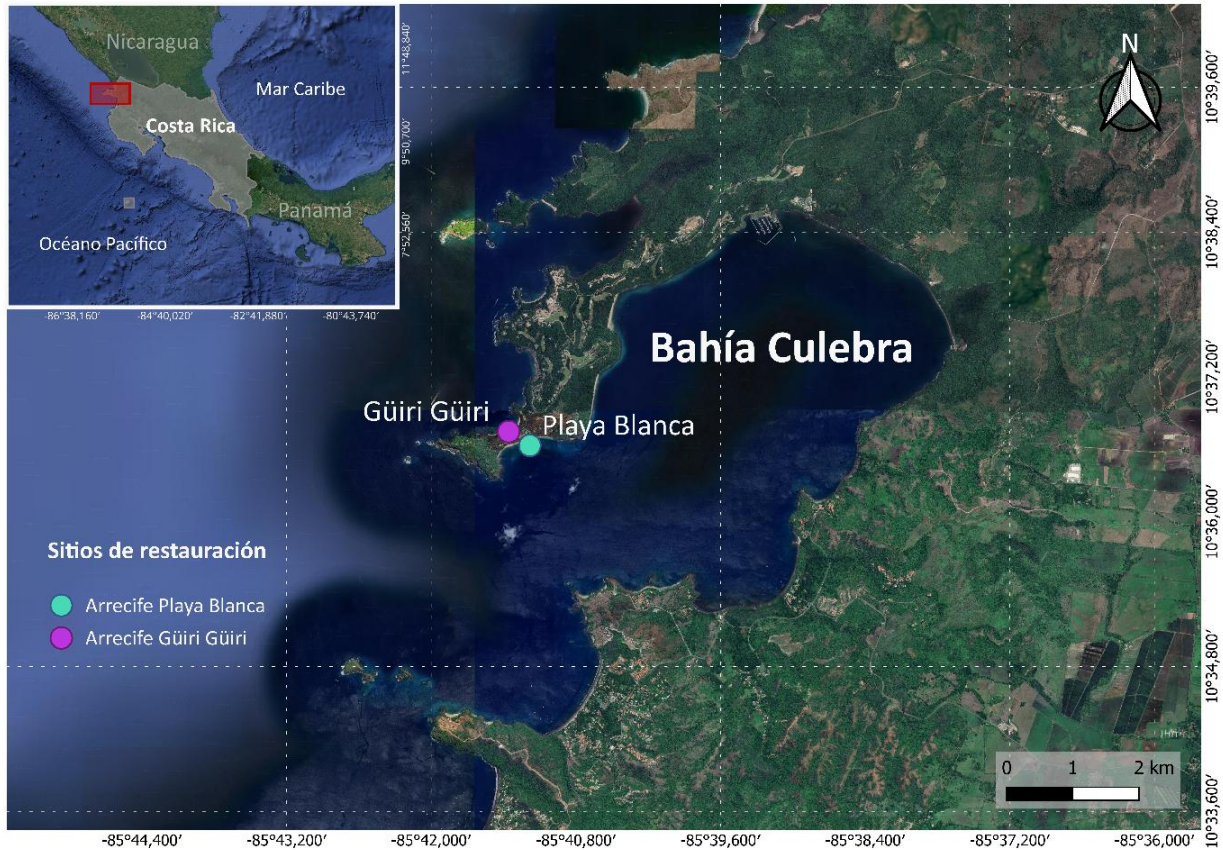 Nicaragua
Mar Caribe
Costa Rica
Panamá
Océano Pacífico
11°48,840′
9°50,700′
7°52,560′
-86°38,160′
-84°40,020′
-82°41,880′
-80°43,740′
N
Bahía Culebra
Güiri Güiri
Playa Blanca
Sitios de restauración
Arrecife Playa Blanca
Arrecife Güiri Güiri
0 1 2 km
10°39,600′
10°38,400′
10°37,200′
10°36,000′
10°34,800′
10°33,600′
-85°44,400′
-85°43,200′
-85°42,000′
-85°40,800′
-85°39,600′
-85°38,400′
-85°37,200′
-85°36,000′